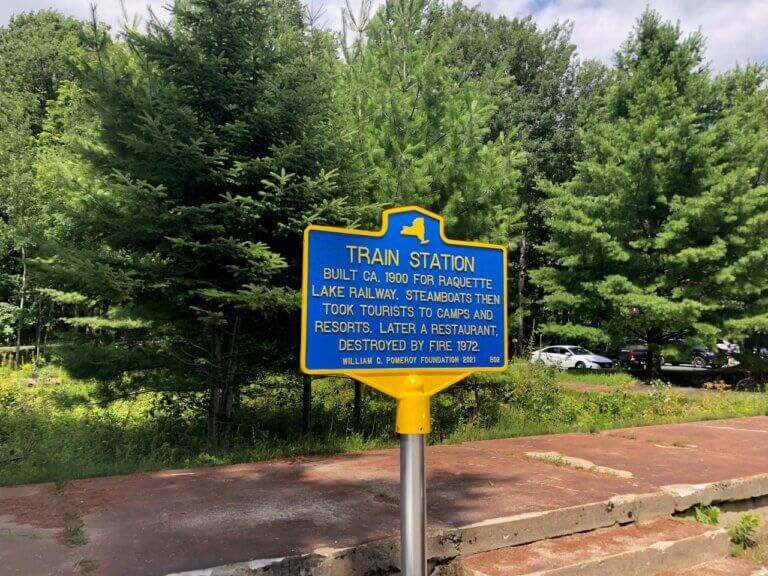 TRAIN STATION
BUILT CA. 1900 FOR RAQUETTE
LAKE RAILWAY. STEAMBOATS THEN
TOOK TOURISTS TO CAMPS AND
RESORTS. LATER A RESTAURANT,
DESTROYED BY FIRE 1972.
WILLIAM G. POMEROY FOUNDATION 2021 502